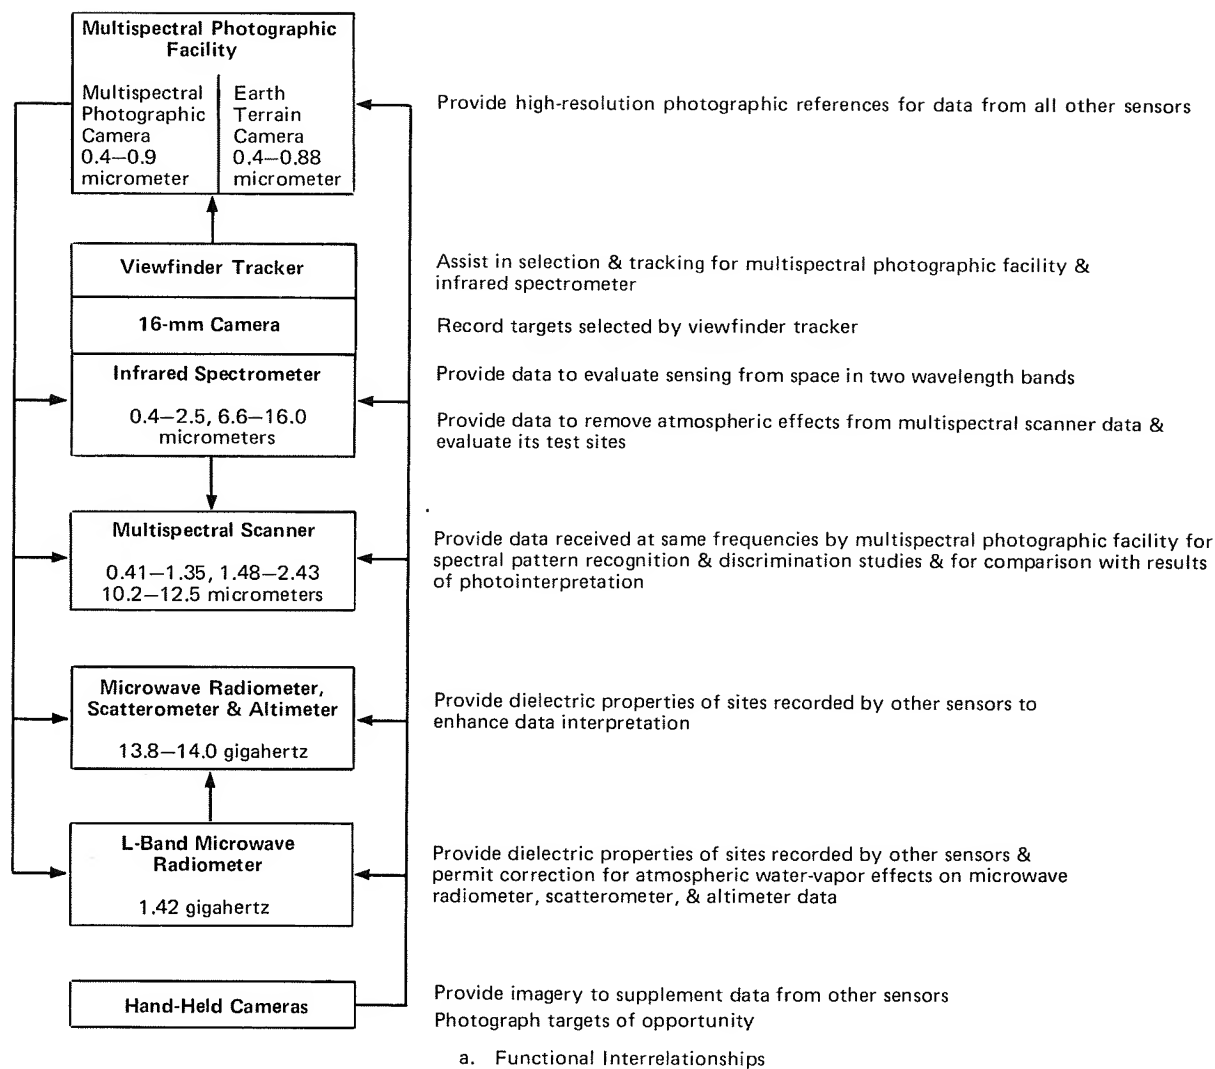 Multispectral Photographic
Facility
Multispectral
Photographic
Camera
0.4—0.9
micrometer
Earth
Terrain
Camera
0.4—0.88
micrometer
Provide high-resolution photographic references for data from all other sensors
Viewfinder Tracker
Assist in selection & tracking for multispectral photographic facility &
infrared spectrometer
16-mm Camera
Record targets selected by viewfinder tracker
Infrared Spectrometer
0.4—2.5, 6.6—16.0
micrometers
Provide data to evaluate sensing from space in two wavelength bands
Provide data to remove atmospheric effects from multispectral scanner data &
evaluate its test sites
Multispectral Scanner
0.41—1.35, 1.48—2.43
10.2—12.5 micrometers
Provide data received at same frequencies by multispectral photographic facility for
spectral pattern recognition & discrimination studies & for comparison with results
of photointerpretation
Microwave Radiometer,
Scatterometer & Altimeter
13.8—14.0 gigahertz
Provide dielectric properties of sites recorded by other sensors to
enhance data interpretation
L-Band Microwave
Radiometer
1.42 gigahertz
Provide dielectric properties of sites recorded by other sensors &
permit correction for atmospheric water-vapor effects on microwave
radiometer, scatterometer, & altimeter data
Hand-Held Cameras
Provide imagery to supplement data from other sensors
Photograph targets of opportunity
a. Functional Interrelationships